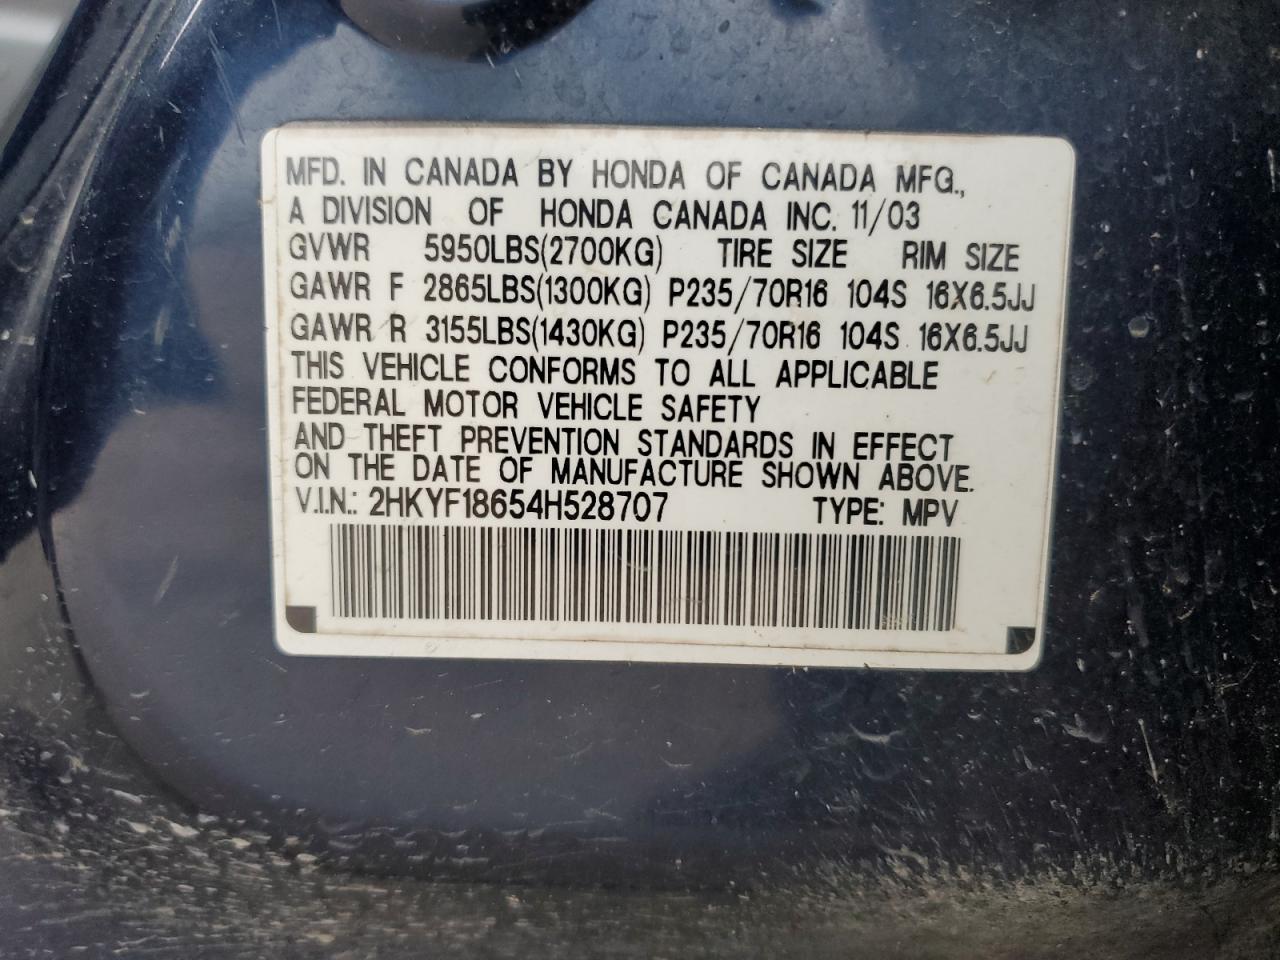 MFD. IN CANADA BY HONDA OF CANADA MFG.,
A DIVISION OF HONDA CANADA INC. 11/03
GVWR 5950LBS(2700KG) TIRE SIZE RIM SIZE
GAWR F 2865LBS(1300KG) P235/70R16 104S 16X6.5JJ
GAWR R 3155LBS(1430KG) P235/70R16 104S 16X6.5JJ
THIS VEHICLE CONFORMS TO ALL APPLICABLE
FEDERAL MOTOR VEHICLE SAFETY
AND THEFT PREVENTION STANDARDS IN EFFECT
ON THE DATE OF MANUFACTURE SHOWN ABOVE.
V.I.N.: 2HKYF18654H528707 TYPE: MPV